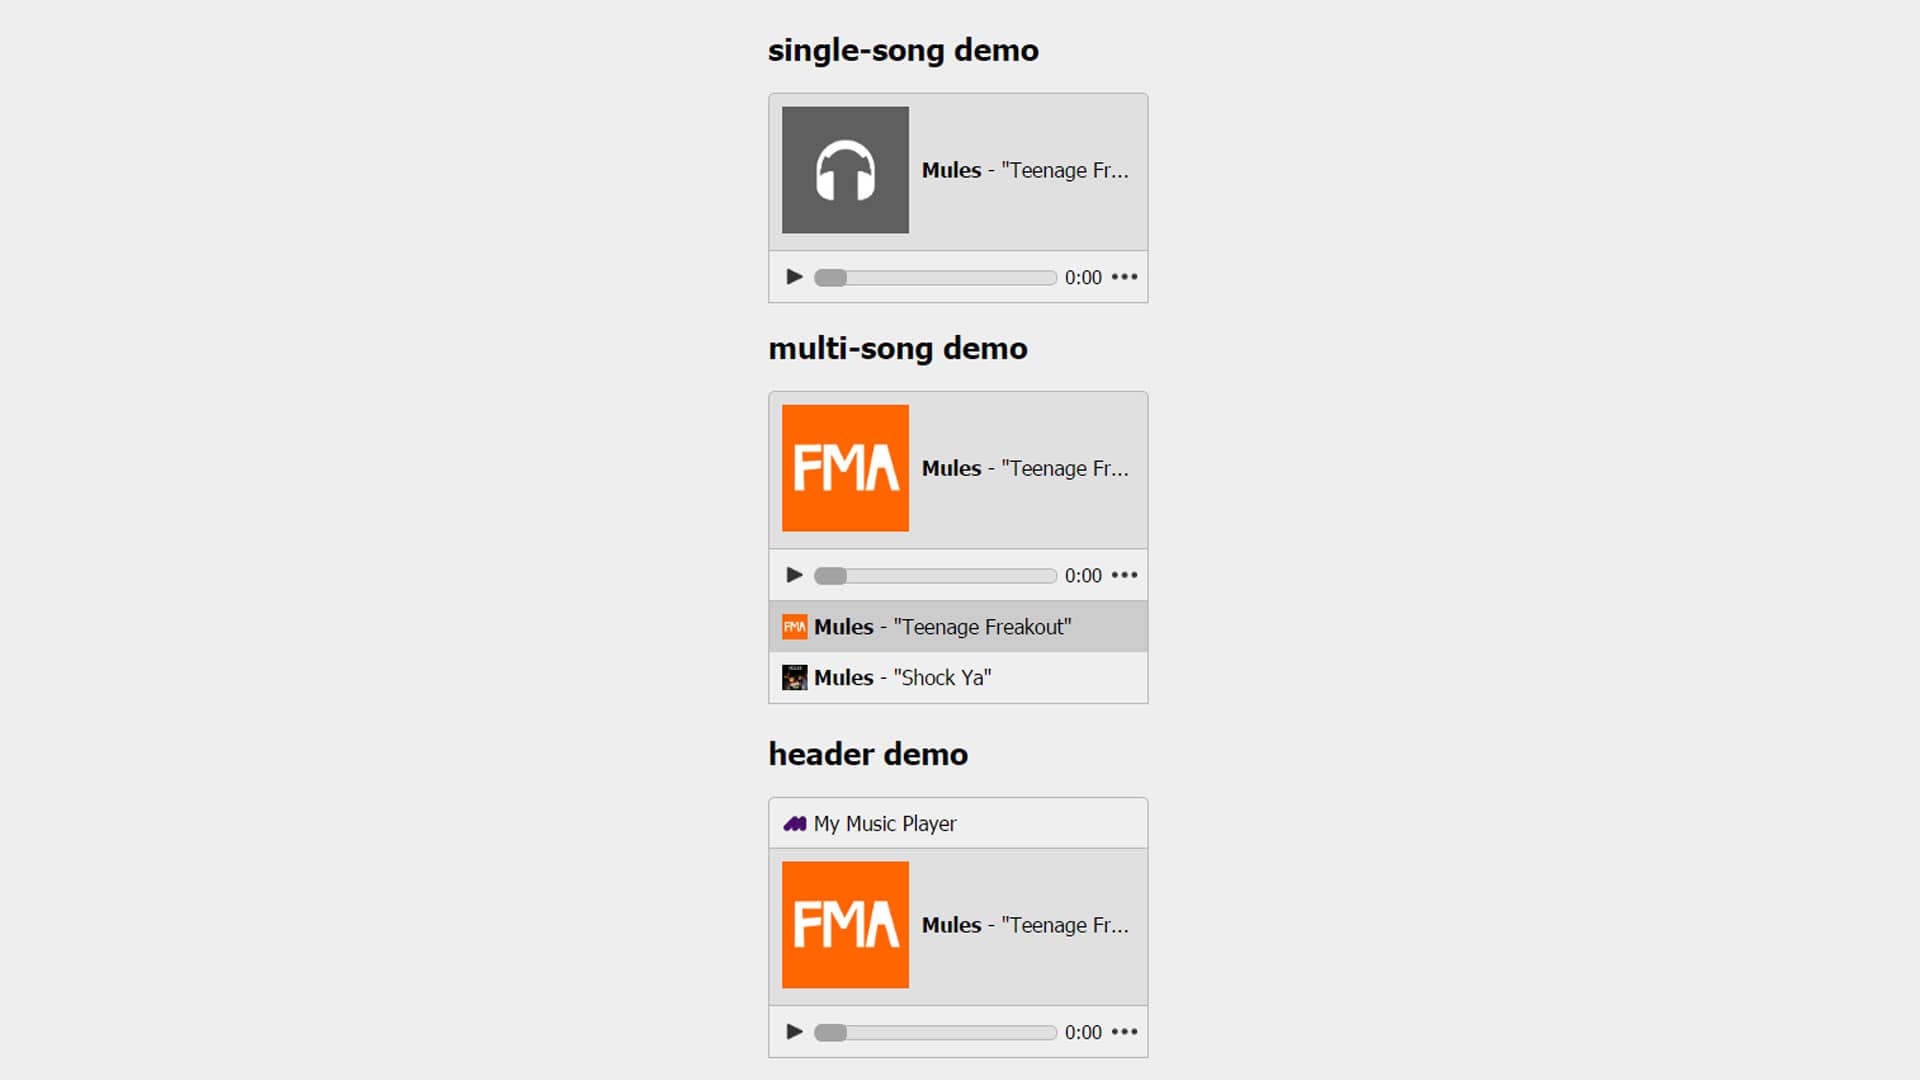 single-song demo
Mules - "Teenage Fr...
0:00
multi-song demo
FMA
Mules - "Teenage Fr...
0:00
FMA Mules - "Teenage Freakout"
Mules - "Shock Ya"
header demo
My Music Player
FMA
Mules - "Teenage Fr...
0:00